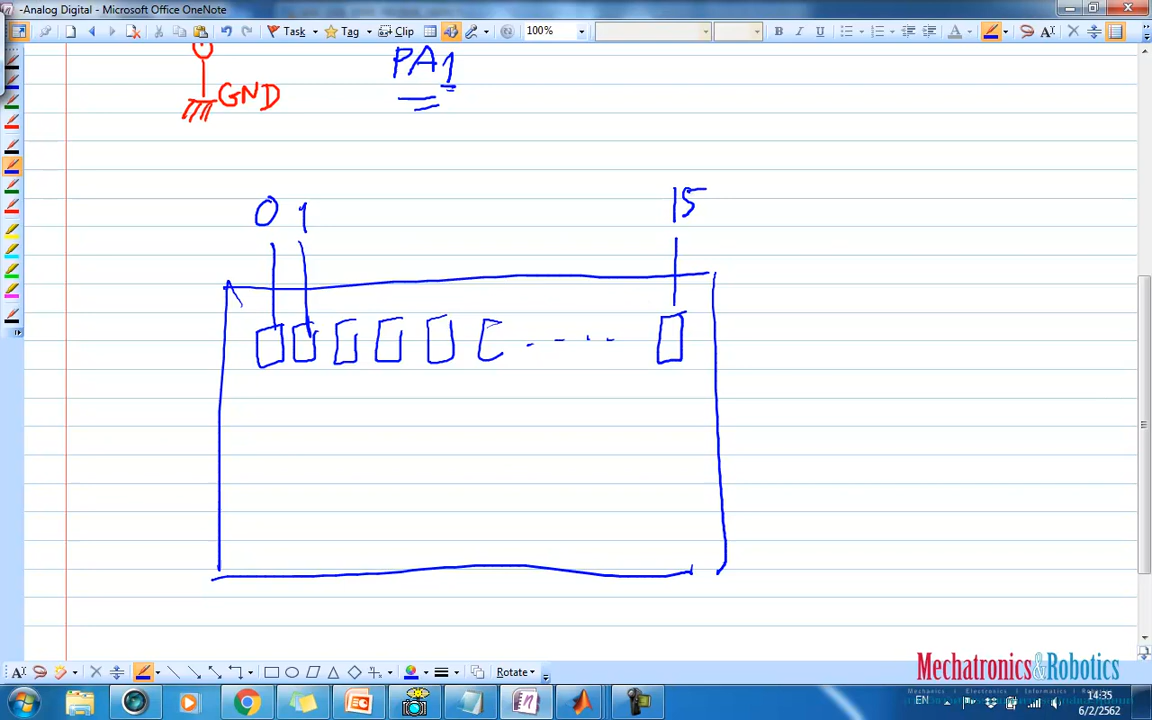 -Analog Digital - Microsoft Office OneNote
Task
Tag
Clip
100%
B I U
A
PA1
GND
0 1 15
Rotate
Mechatronics&Robotics
EN
14:35
6/2/2562